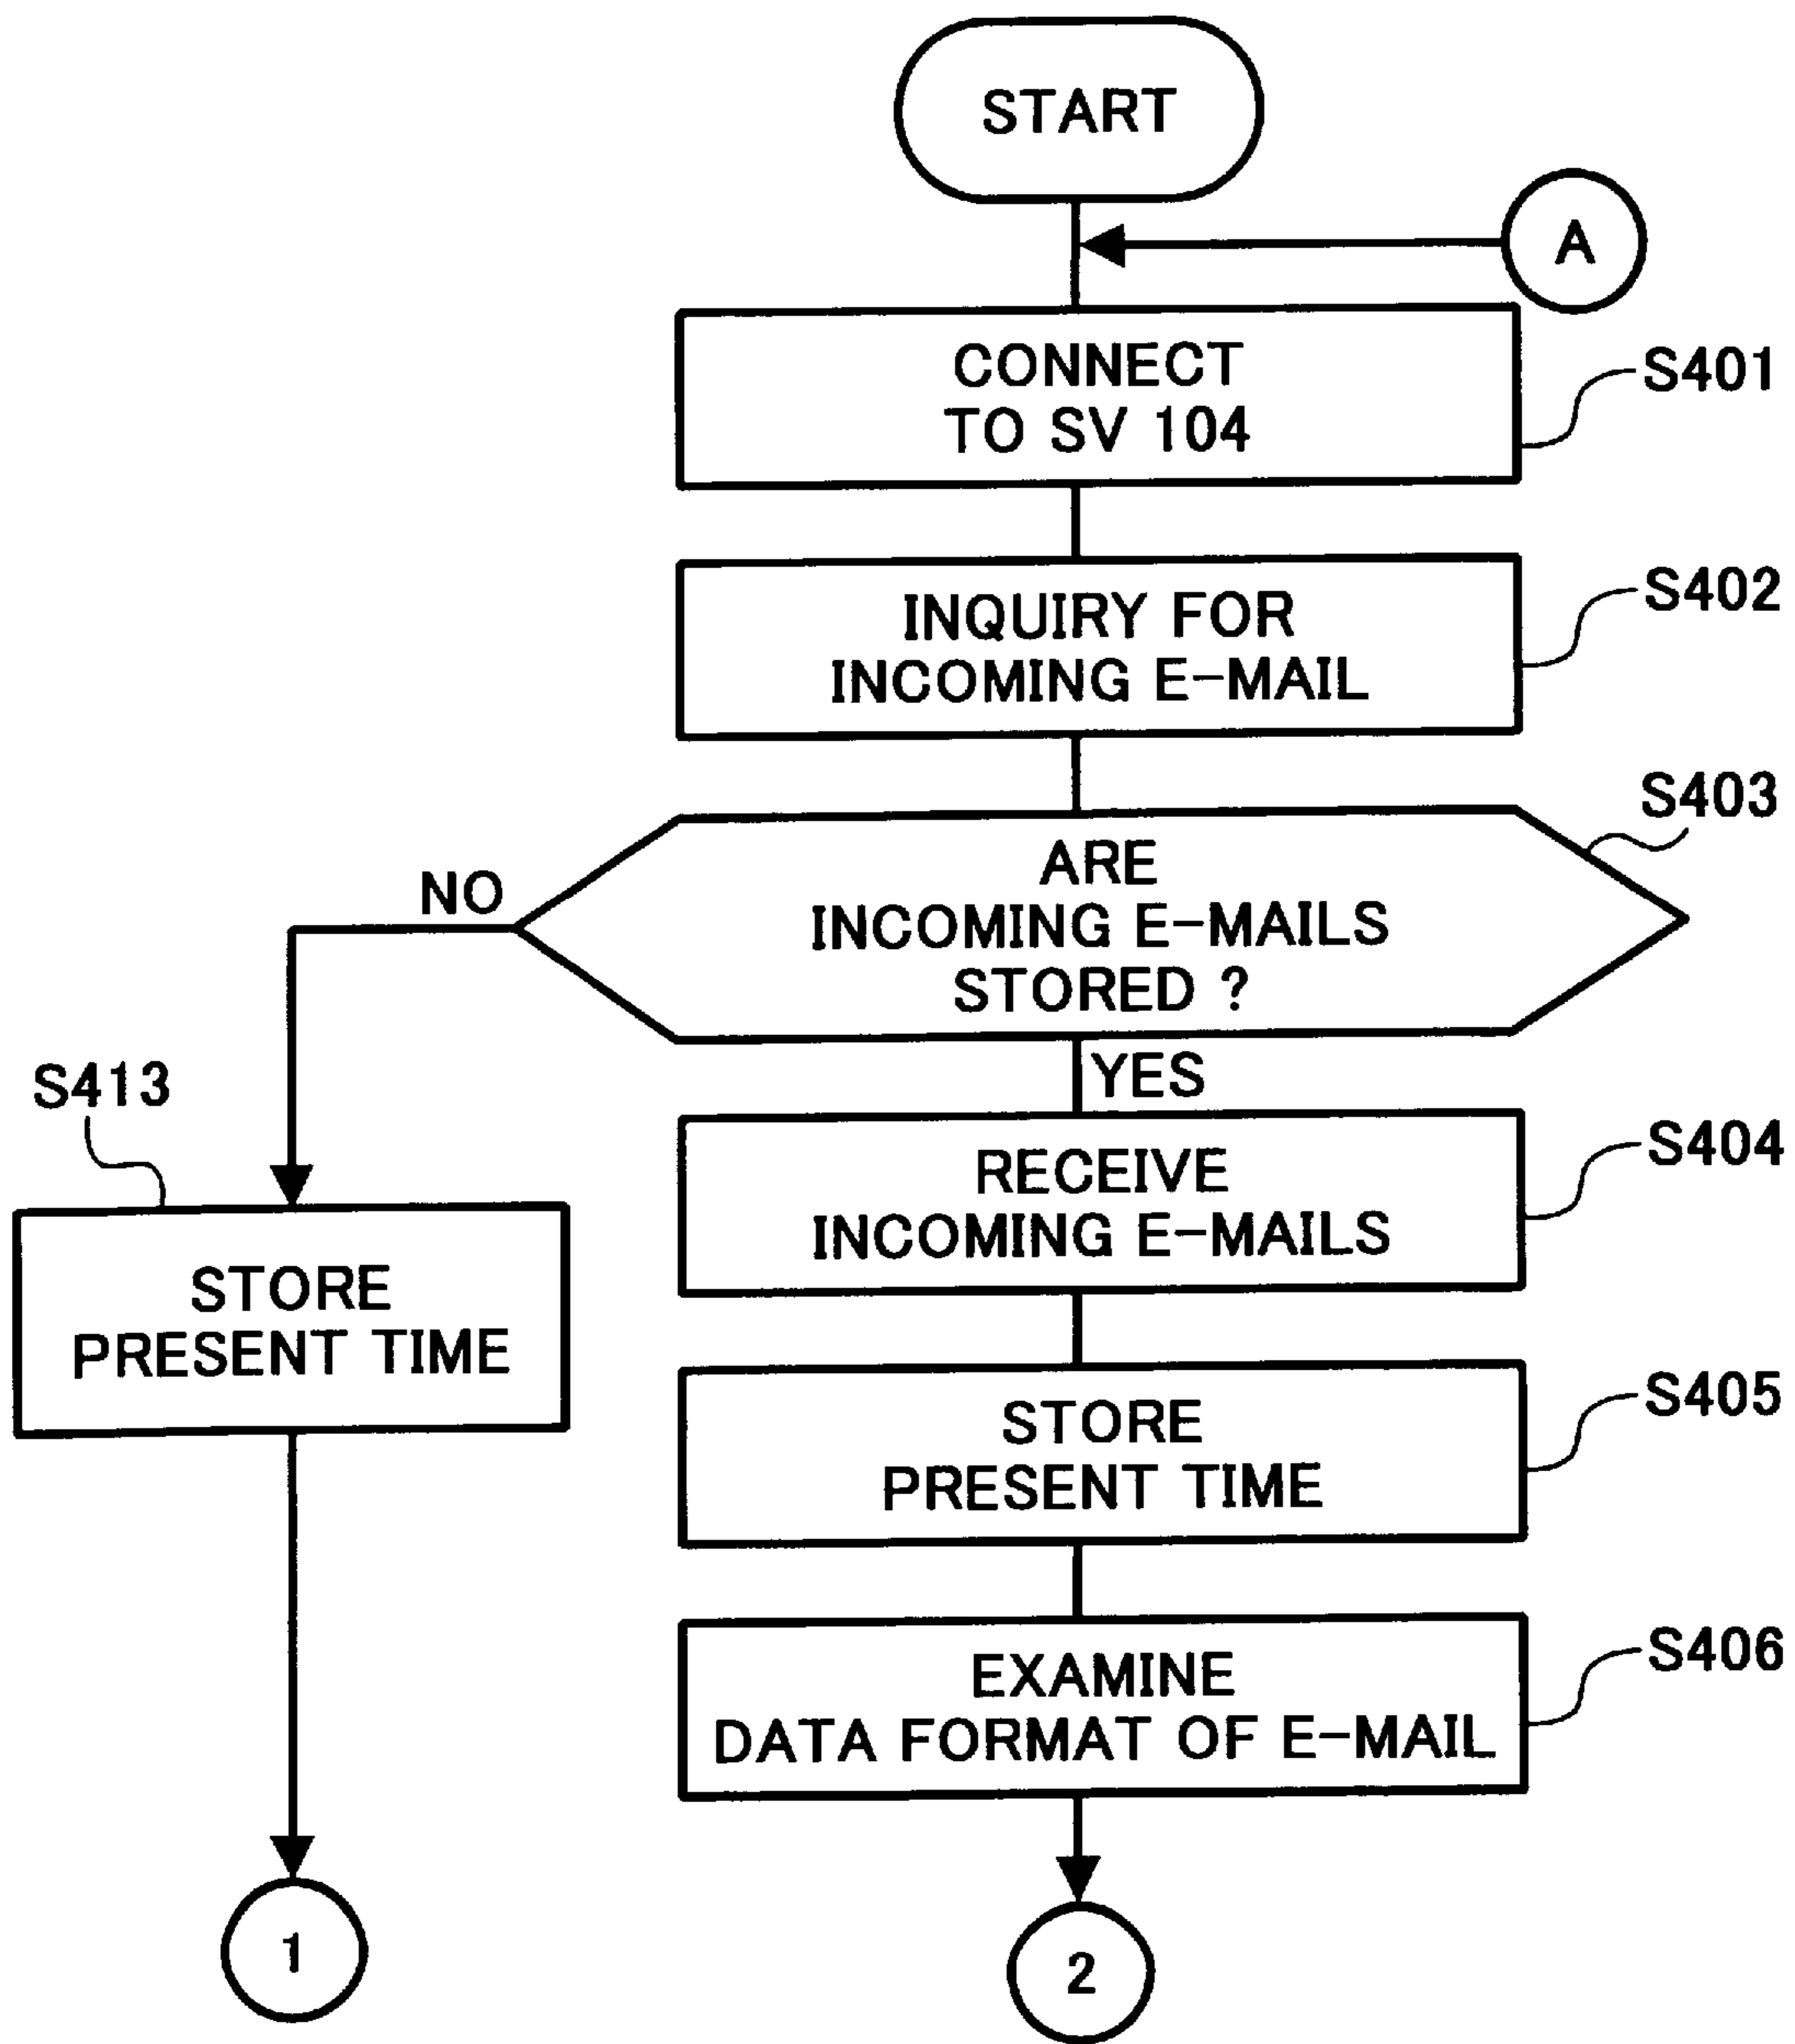 START
A
CONNECT
TO SV 104
S401
INQUIRY FOR
INCOMING E-MAIL
S402
ARE
INCOMING E-MAILS
STORED ?
S403
NO
YES
S413
STORE
PRESENT TIME
RECEIVE
INCOMING E-MAILS
S404
STORE
PRESENT TIME
S405
EXAMINE
DATA FORMAT OF E-MAIL
S406
1
2